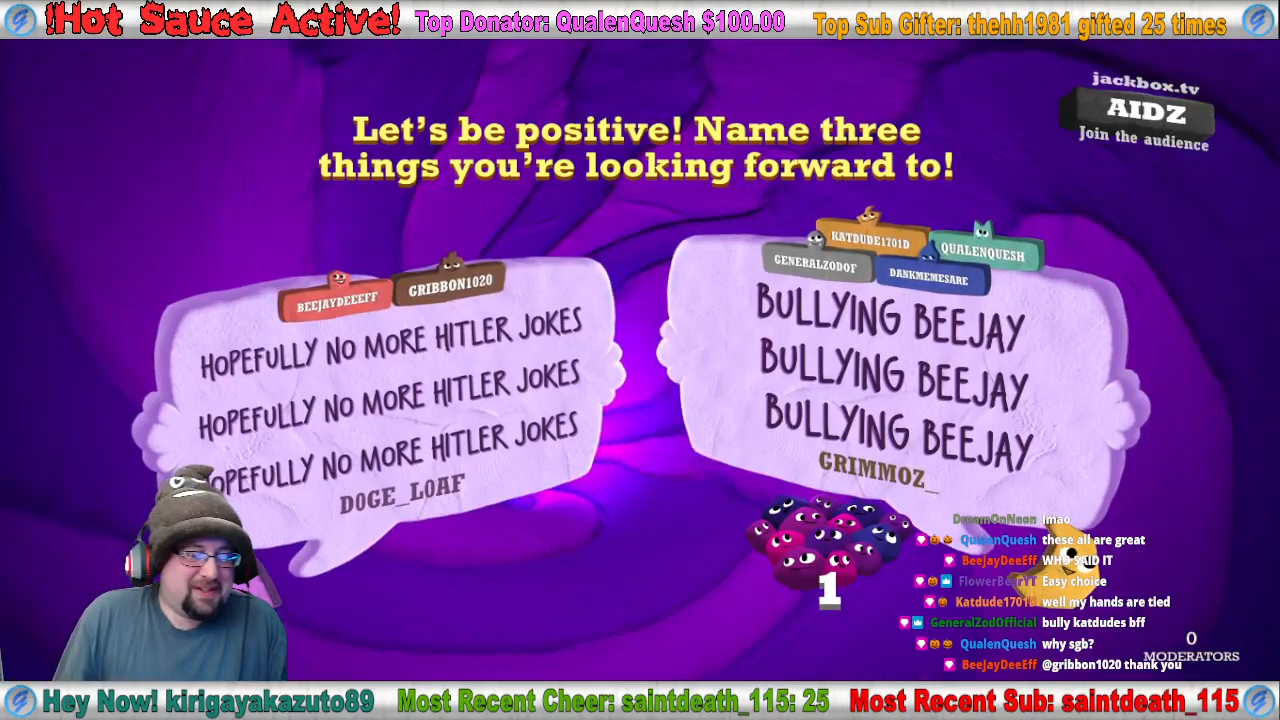 !Hot Sauce Active!
Top Donator: QualenQuesh $100.00
Top Sub Gifter: thehh1981 gifted 25 times
jackbox.tv
AIDZ
Join the audience
Let's be positive! Name three
things you're looking forward to!
BEEJAYDEEEFF
GRIBBON1020
HOPEFULLY NO MORE HITLER JOKES
HOPEFULLY NO MORE HITLER JOKES
HOPEFULLY NO MORE HITLER JOKES
DOGE_LOAF
KATDUDE1701D
QUALENQUESH
GENERALZODOF
DANKMEMESARE
BULLYING BEEJAY
BULLYING BEEJAY
BULLYING BEEJAY
GRIMMOZ_
1
DreamOnNeon lmao
QualenQuesh these all are great
BeeJayDeeEff WHO SAID IT
FlowerBearYT Easy choice
Katdude1701D well my hands are tied
GeneralZodOfficial bully katdudes bff
QualenQuesh why sgb?
BeeJayDeeEff @gribbon1020 thank you
0
MODERATORS
Hey Now! kirigayakazuto89
Most Recent Cheer: saintdeath_115: 25
Most Recent Sub: saintdeath_115